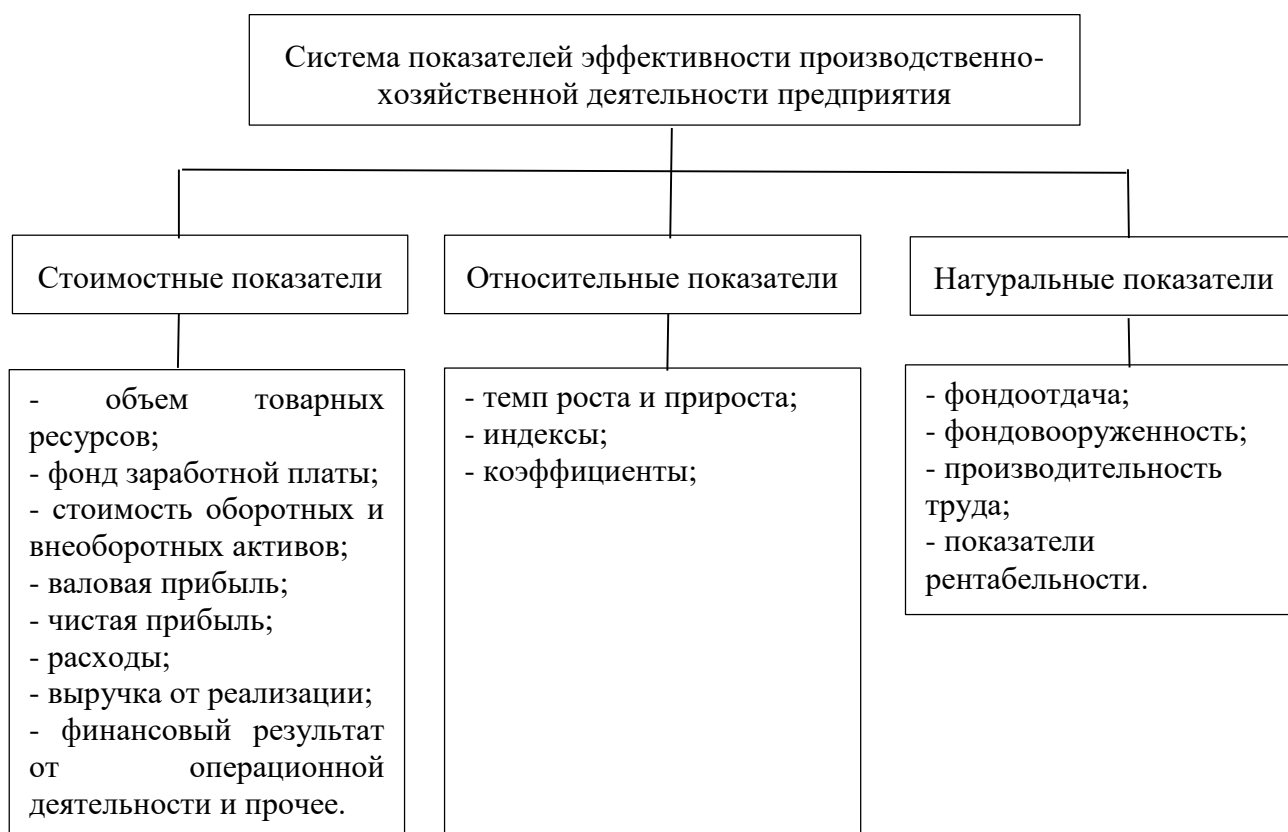 Система показателей эффективности производственно-
хозяйственной деятельности предприятия
Стоимостные показатели
Относительные показатели
Натуральные показатели
- объем товарных
ресурсов;
- фонд заработной платы;
- стоимость оборотных и
внеоборотных активов;
- валовая прибыль;
- чистая прибыль;
- расходы;
- выручка от реализации;
- финансовый результат
от операционной
деятельности и прочее.
- темп роста и прироста;
- индексы;
- коэффициенты;
- фондоотдача;
- фондовооруженность;
- производительность
труда;
- показатели
рентабельности.